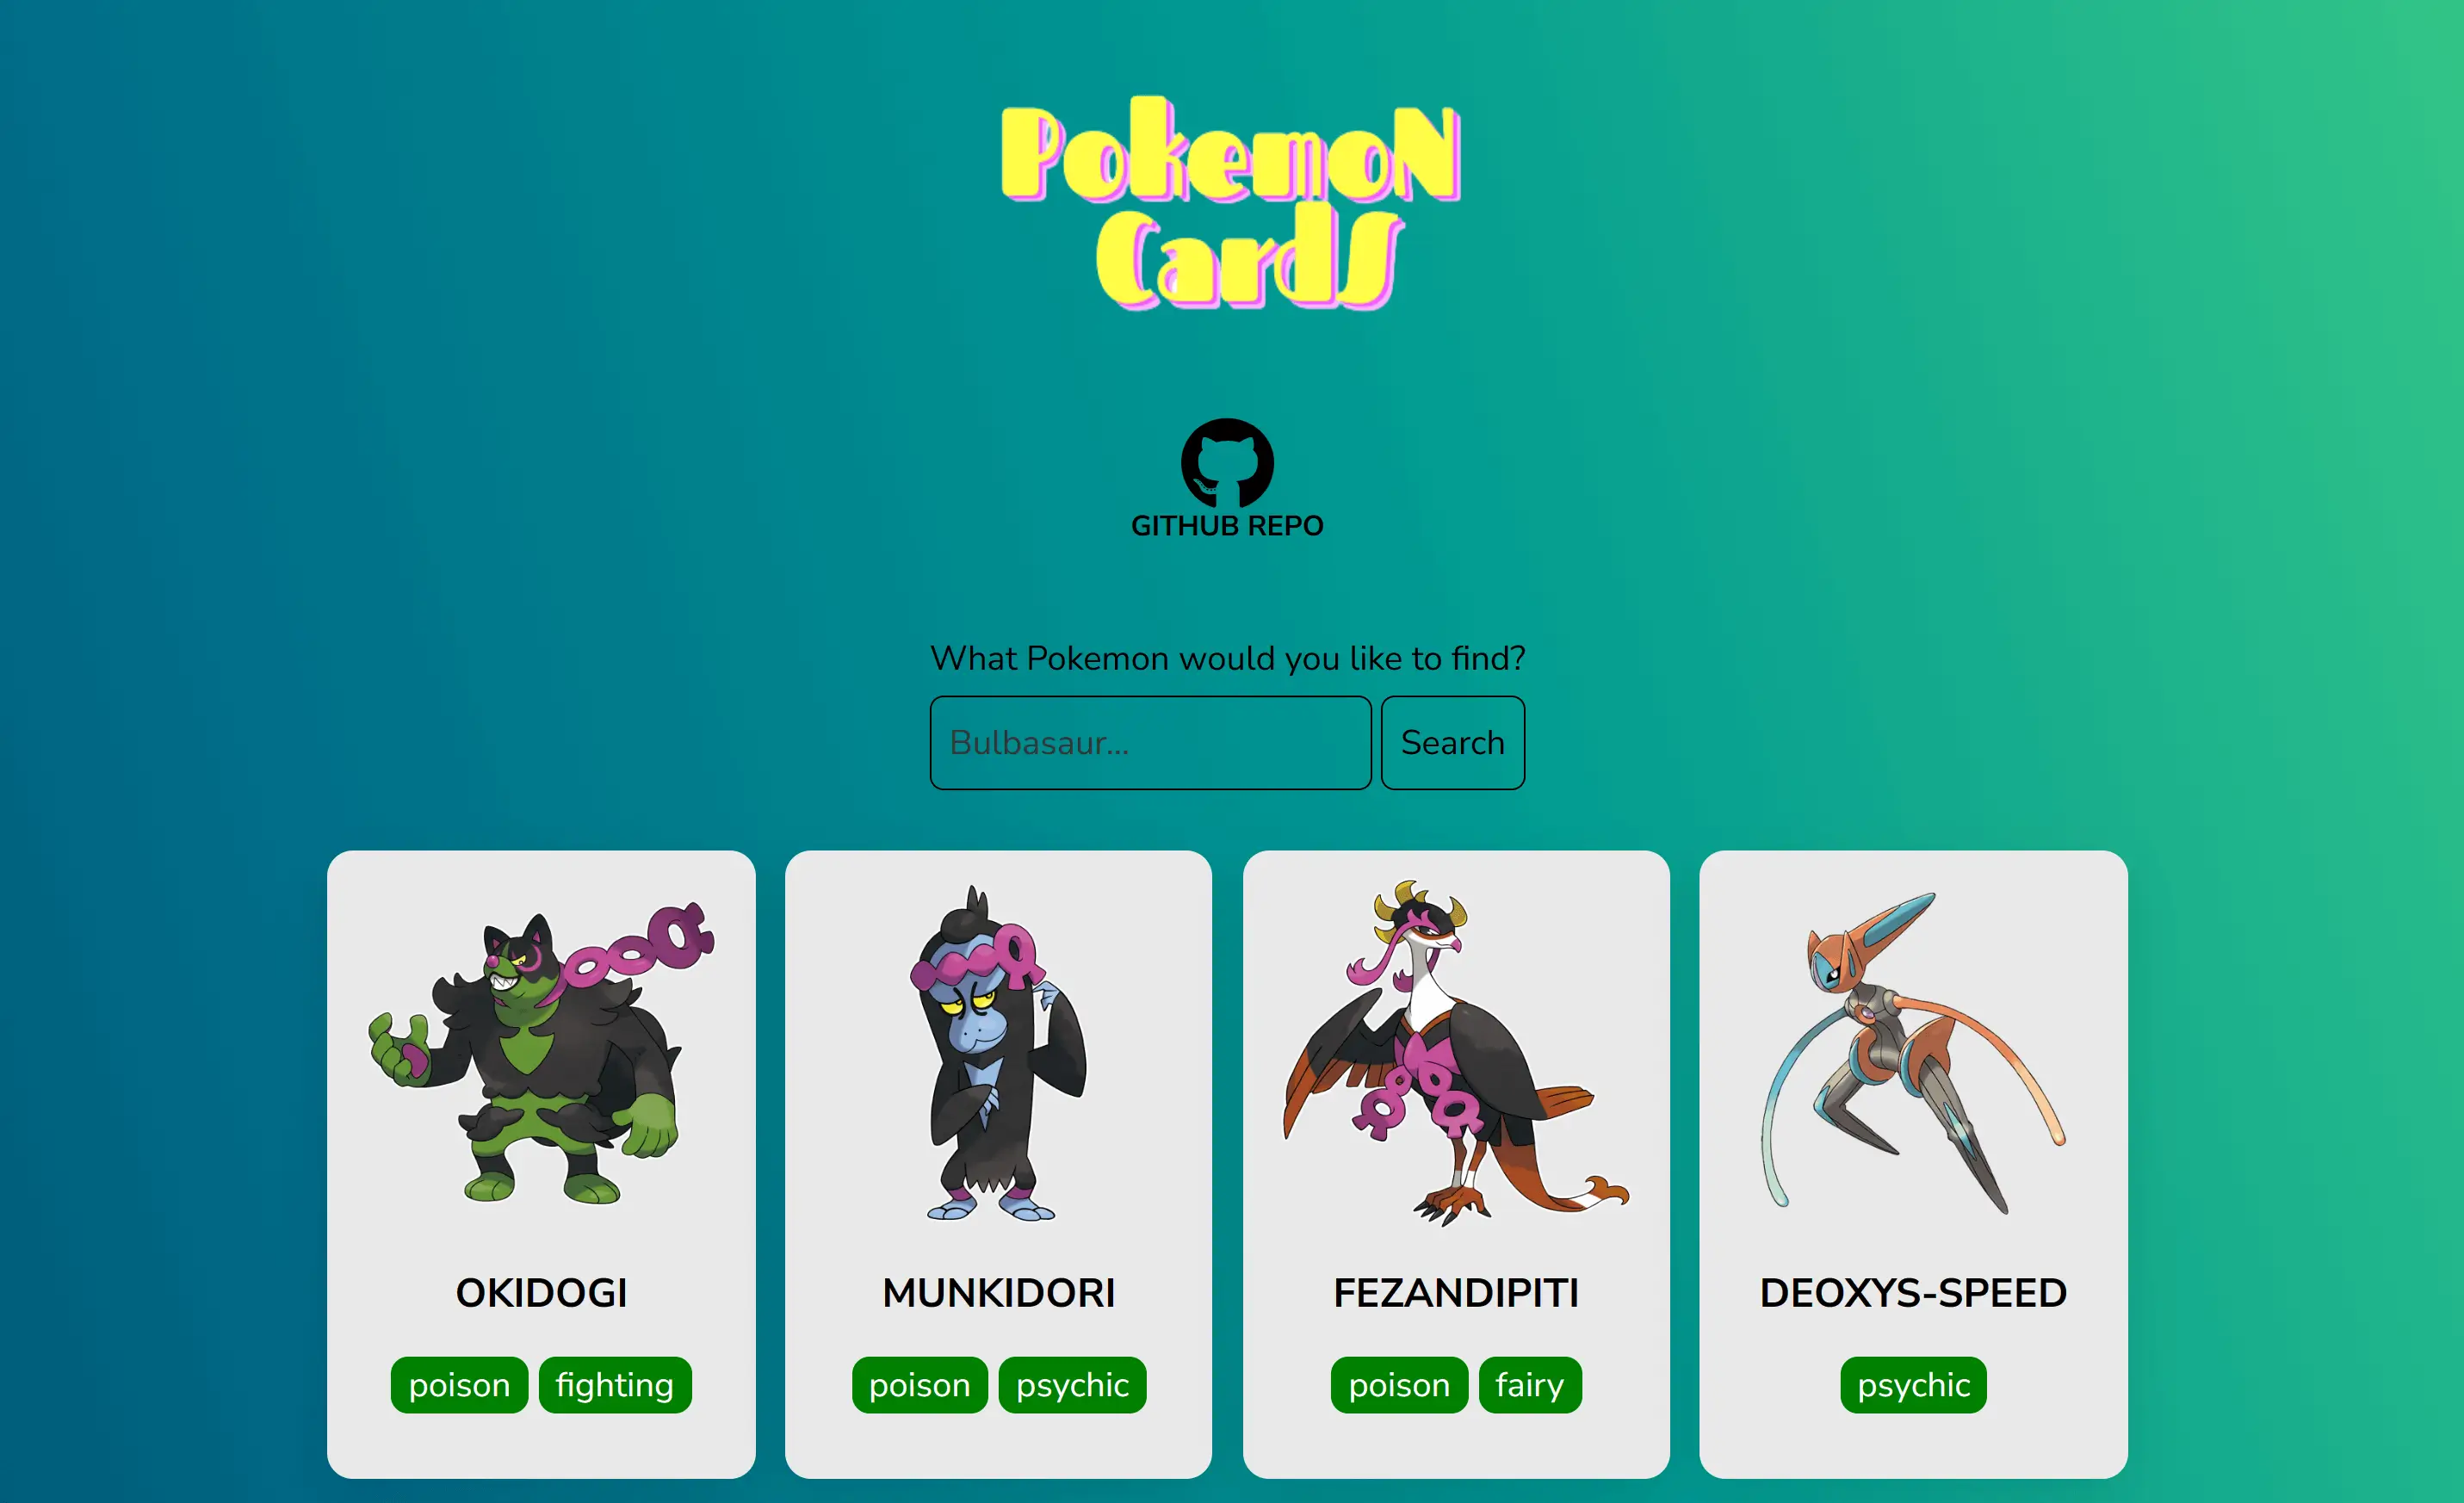 PokemoN
CardS
GITHUB REPO
What Pokemon would you like to find?
Bulbasaur...
Search
OKIDOGI
poison fighting
MUNKIDORI
poison psychic
FEZANDIPITI
poison fairy
DEOXYS-SPEED
psychic